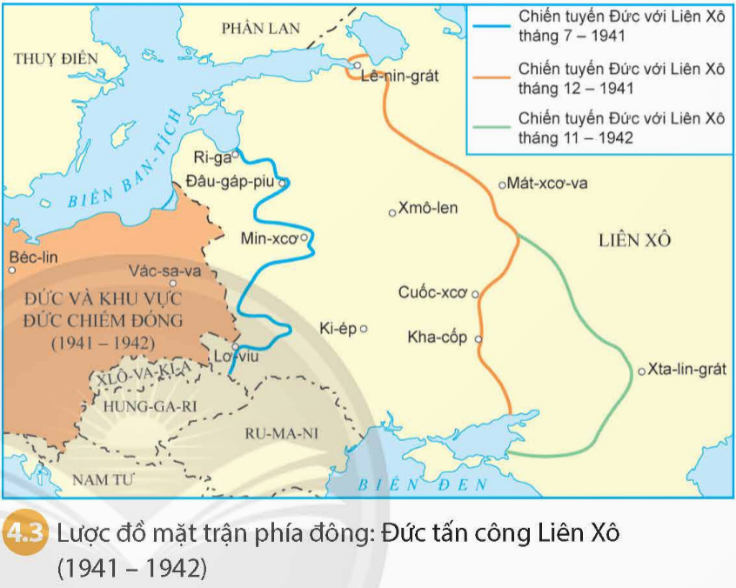 Chiến tuyến Đức với Liên Xô
tháng 7 – 1941
Chiến tuyến Đức với Liên Xô
tháng 12 – 1941
Chiến tuyến Đức với Liên Xô
tháng 11 – 1942
PHẦN LAN
THUỴ ĐIỂN
Lê-nin-grát
BIỂN BAN-TÍCH
Ri-ga
Đâu-gáp-piu
Mát-xcơ-va
Xmô-len
Min-xcơ
LIÊN XÔ
Béc-lin
Vác-sa-va
Cuốc-xcơ
ĐỨC VÀ KHU VỰC
ĐỨC CHIẾM ĐÓNG
(1941 – 1942)
Ki-ép
Kha-cốp
Lơ-viu
Xta-lin-grát
XLÔ-VA-KI-A
HUNG-GA-RI
RU-MA-NI
NAM TƯ
BIỂN ĐEN
4.3 Lược đồ mặt trận phía đông: Đức tấn công Liên Xô
(1941 – 1942)